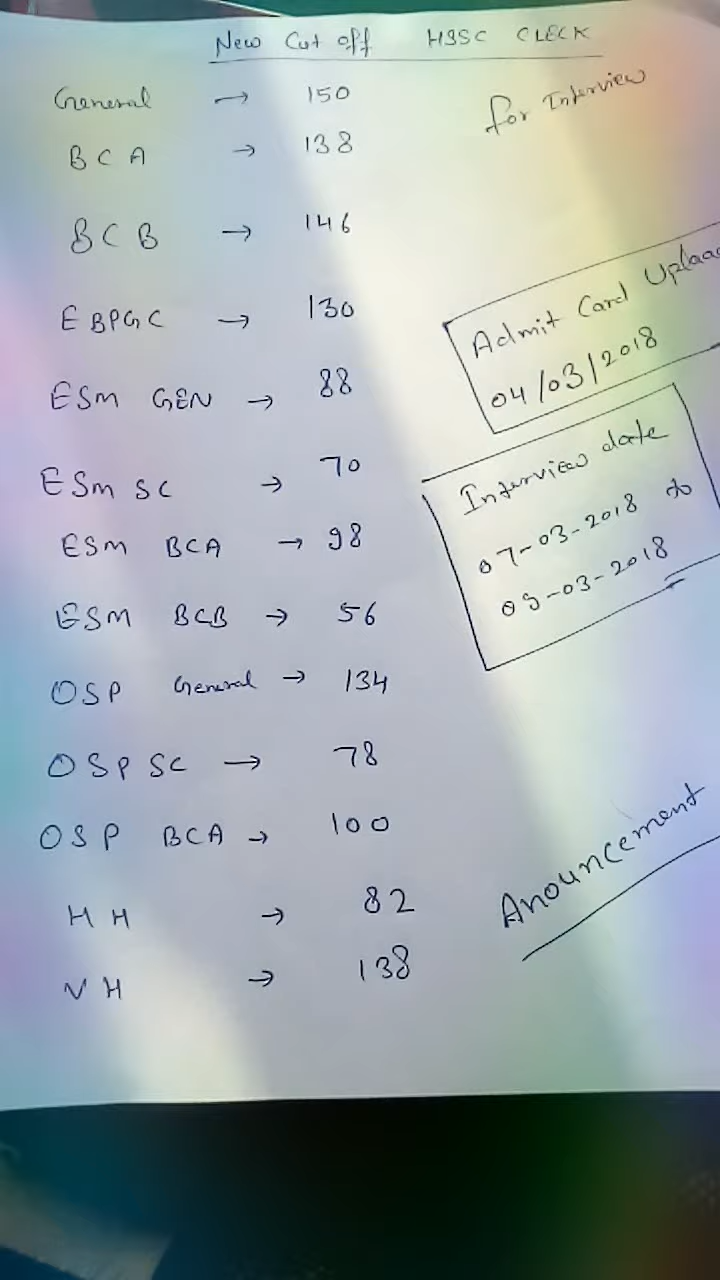 New Cut off HSSC CLECK
for Interview
General → 150
BCA → 138
BCB → 146
EBPGC → 130
ESM GEN → 88
ESM SC → 70
ESM BCA → 98
ESM BCB → 56
OSP General → 134
OSP SC → 78
OSP BCA → 100
HH → 82
VH → 138
Admit Card Upload
04/03/2018
Interview date
07-03-2018 to
09-03-2018
Anouncement